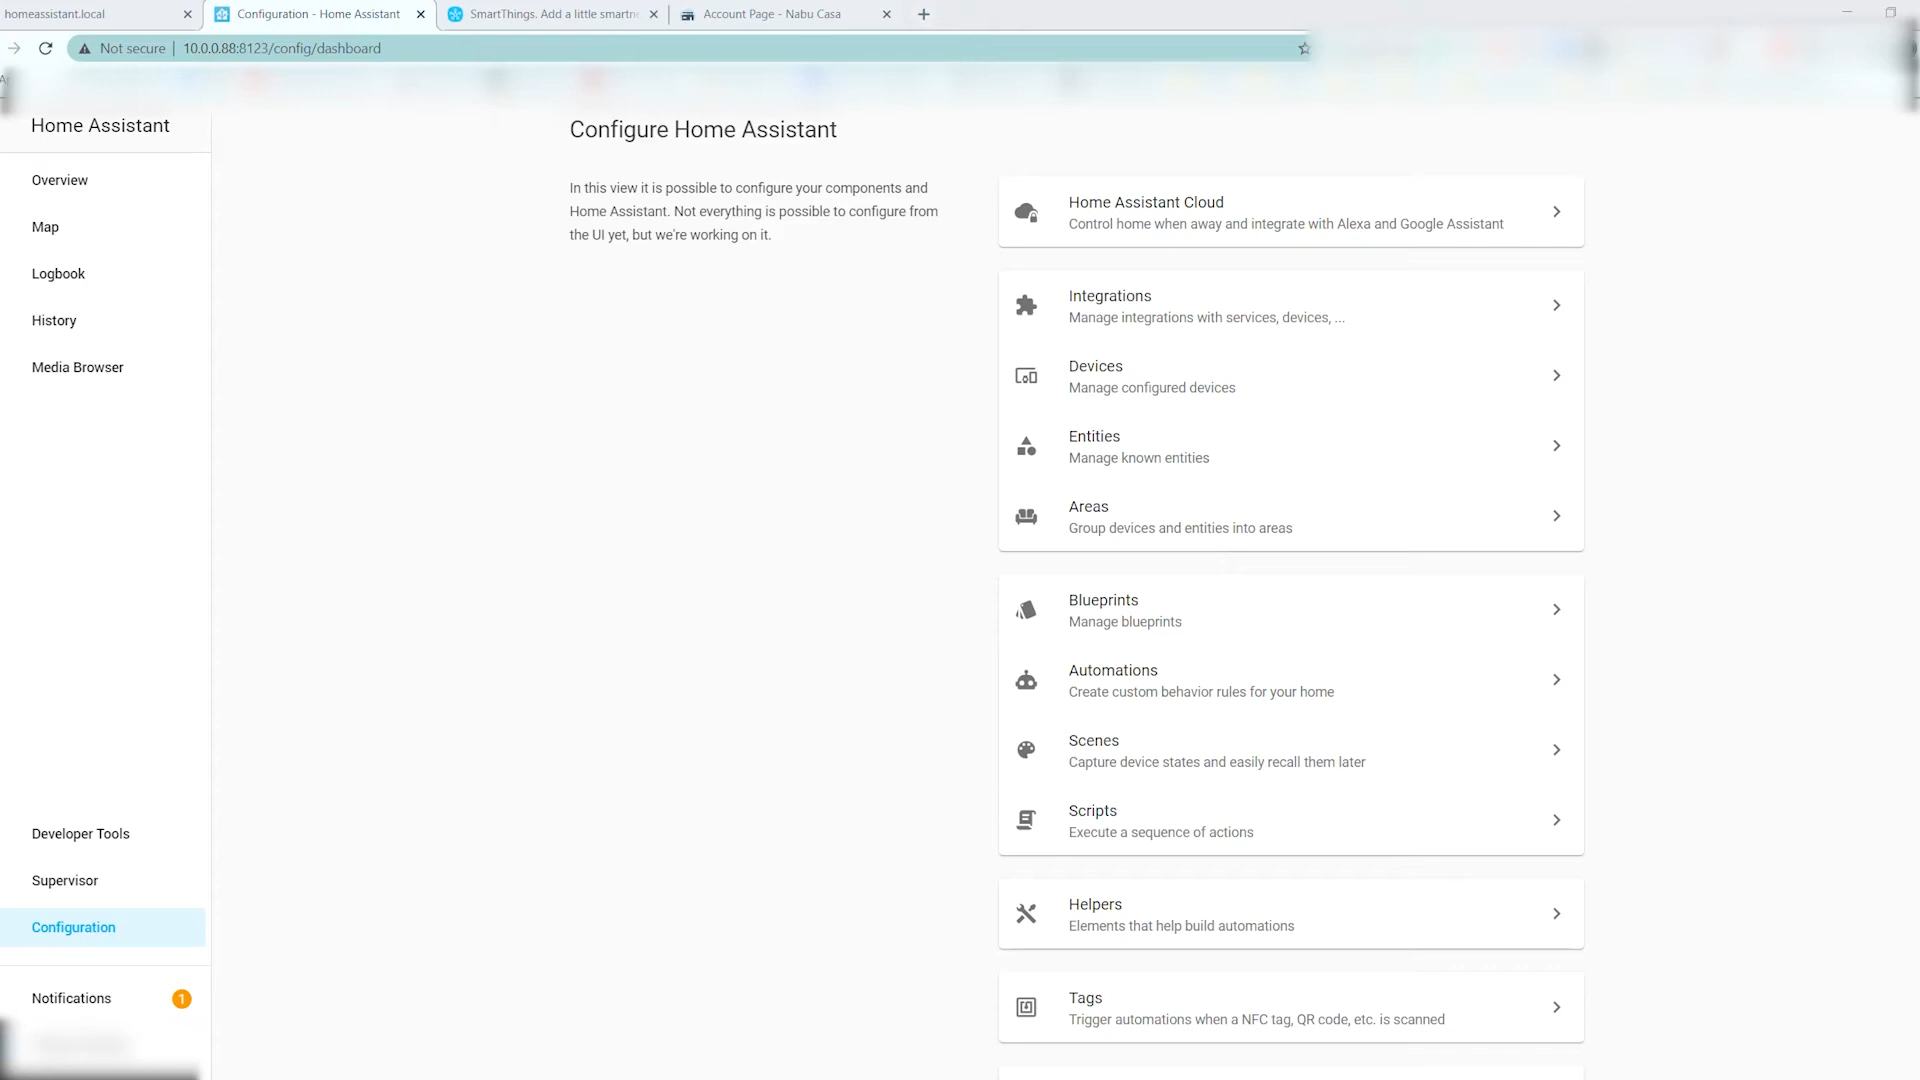 homeassistant.local
Configuration - Home Assistant
SmartThings. Add a little smartn
Account Page - Nabu Casa
Not secure
10.0.0.88:8123/config/dashboard
Home Assistant
Overview
Map
Logbook
History
Media Browser
Developer Tools
Supervisor
Configuration
Notifications
1
Configure Home Assistant
In this view it is possible to configure your components and
Home Assistant. Not everything is possible to configure from
the UI yet, but we're working on it.
Home Assistant Cloud
Control home when away and integrate with Alexa and Google Assistant
Integrations
Manage integrations with services, devices, ...
Devices
Manage configured devices
Entities
Manage known entities
Areas
Group devices and entities into areas
Blueprints
Manage blueprints
Automations
Create custom behavior rules for your home
Scenes
Capture device states and easily recall them later
Scripts
Execute a sequence of actions
Helpers
Elements that help build automations
Tags
Trigger automations when a NFC tag, QR code, etc. is scanned